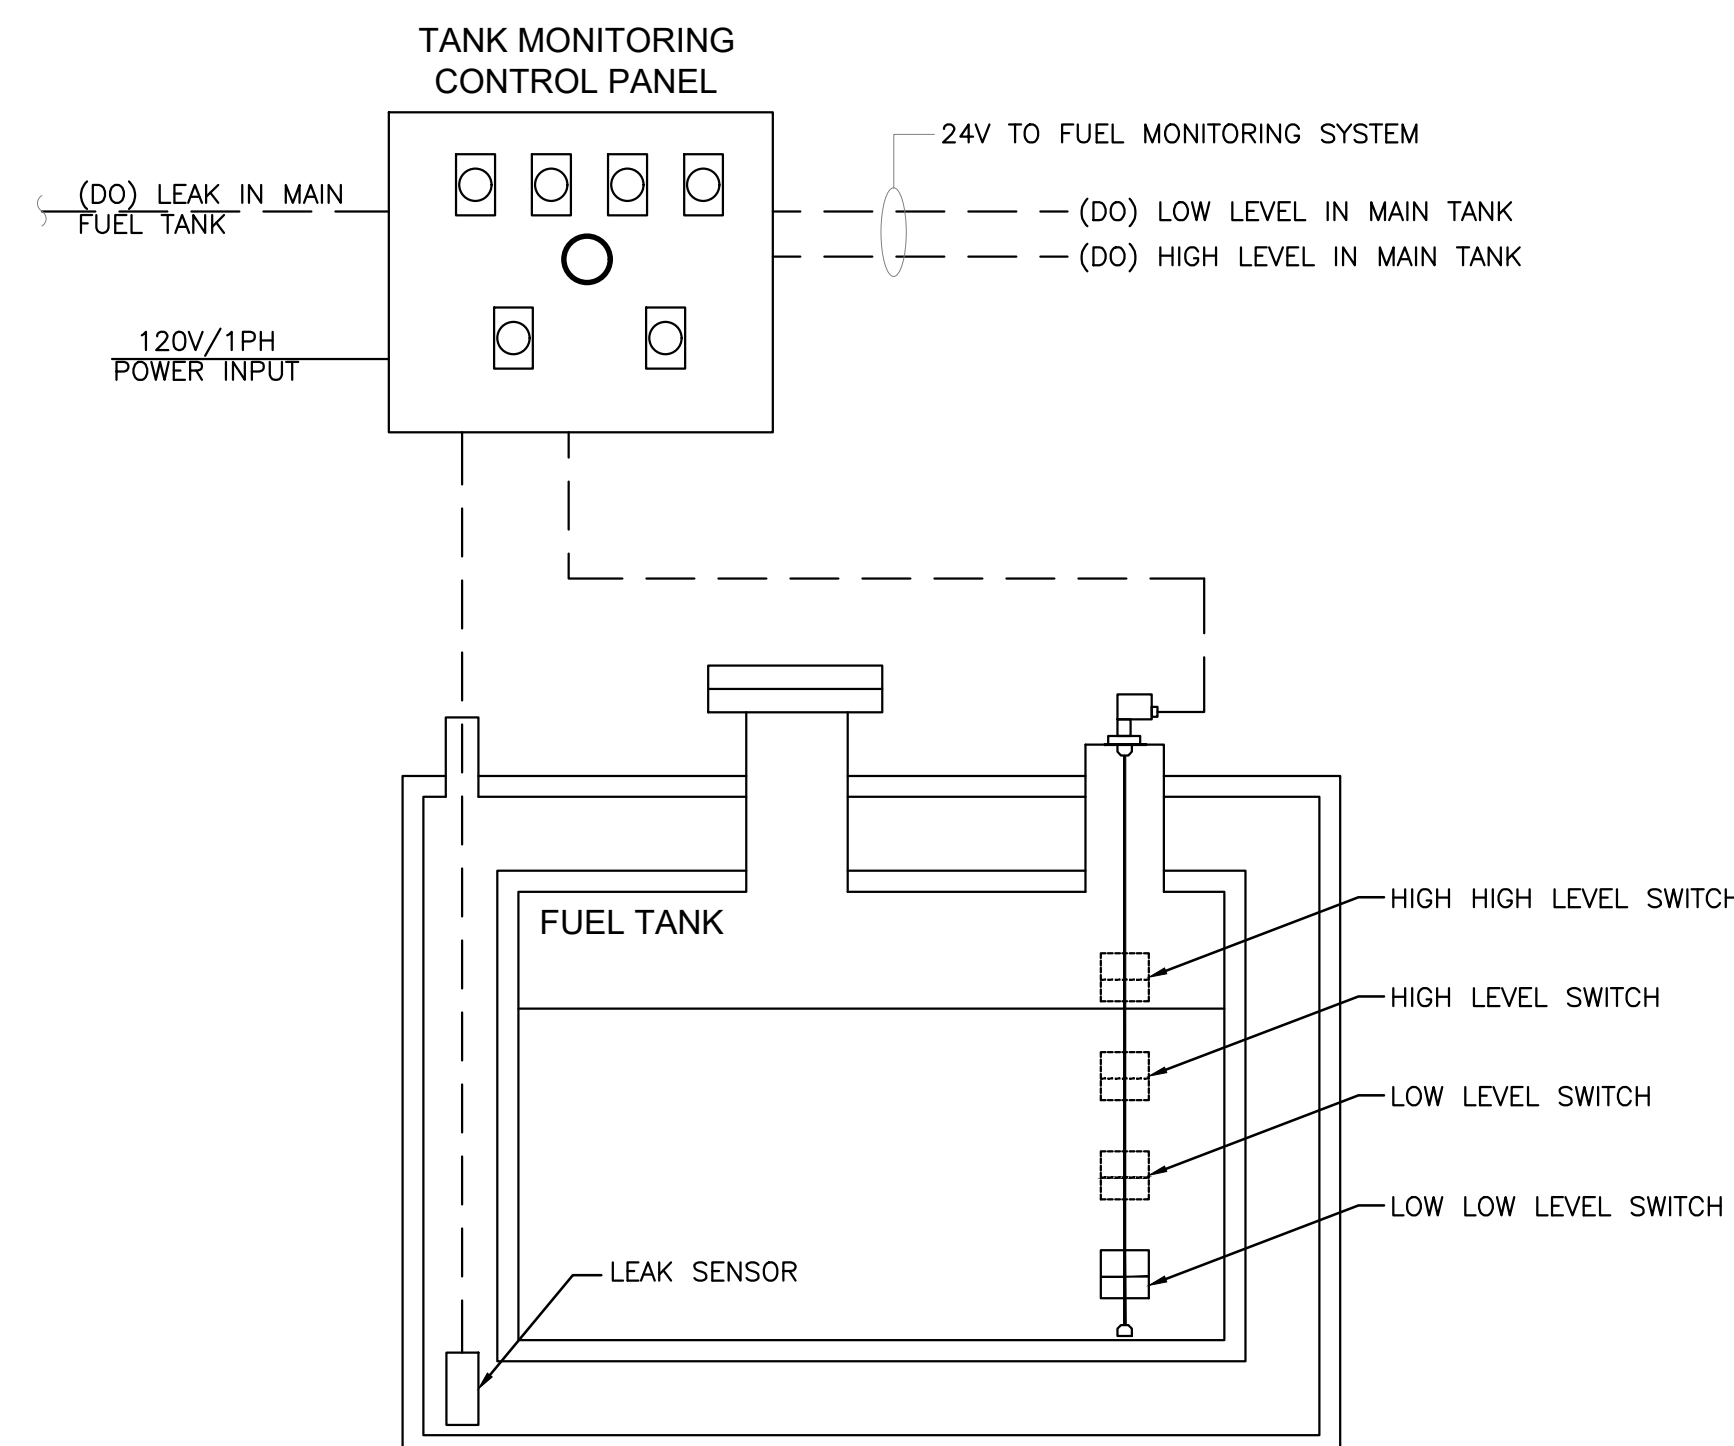 TANK MONITORING
CONTROL PANEL
24V TO FUEL MONITORING SYSTEM
(DO) LEAK IN MAIN
FUEL TANK
(DO) LOW LEVEL IN MAIN TANK
(DO) HIGH LEVEL IN MAIN TANK
120V/1PH
POWER INPUT
FUEL TANK
HIGH HIGH LEVEL SWITCH
HIGH LEVEL SWITCH
LOW LEVEL SWITCH
LOW LOW LEVEL SWITCH
LEAK SENSOR